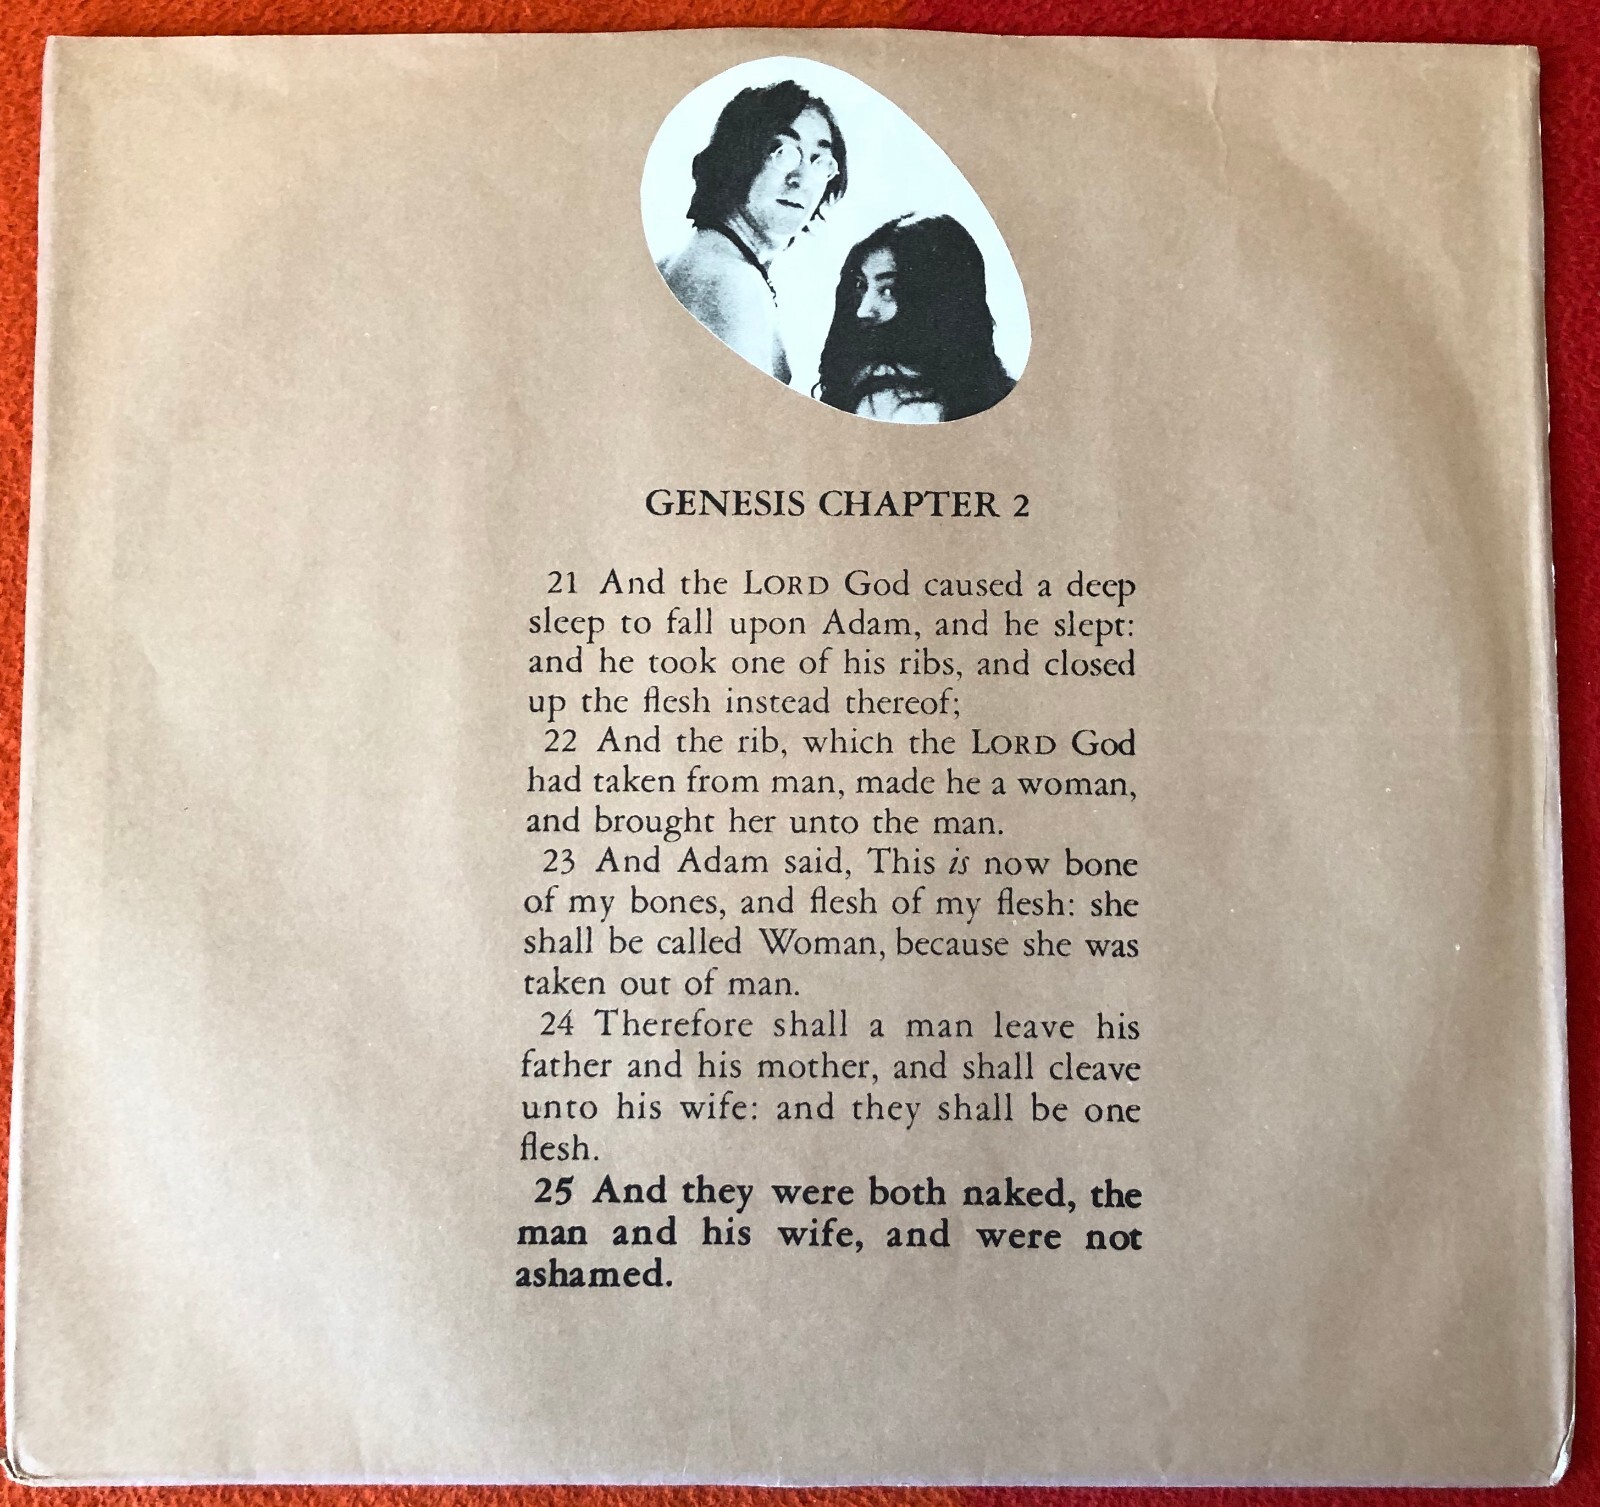 GENESIS CHAPTER 2
21 And the LORD God caused a deep
sleep to fall upon Adam, and he slept:
and he took one of his ribs, and closed
up the flesh instead thereof;
22 And the rib, which the LORD God
had taken from man, made he a woman,
and brought her unto the man.
23 And Adam said, This is now bone
of my bones, and flesh of my flesh: she
shall be called Woman, because she was
taken out of man.
24 Therefore shall a man leave his
father and his mother, and shall cleave
unto his wife: and they shall be one
flesh.
25 And they were both naked, the
man and his wife, and were not
ashamed.